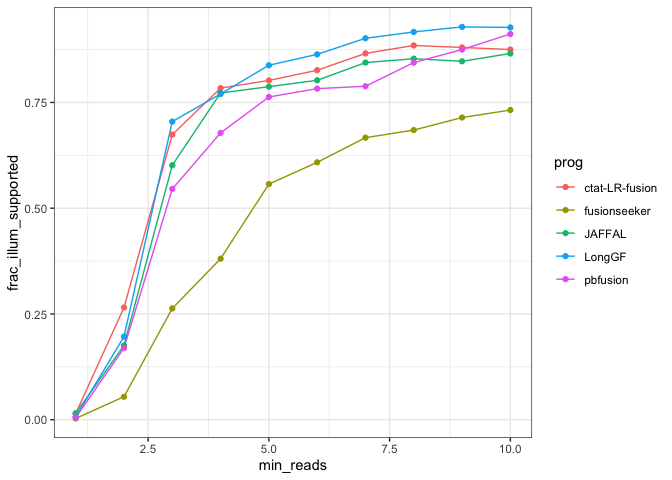 frac_illum_supported
0.75
0.50
0.25
0.00
2.5 5.0 7.5 10.0
min_reads
prog
ctat-LR-fusion
fusionseeker
JAFFAL
LongGF
pbfusion